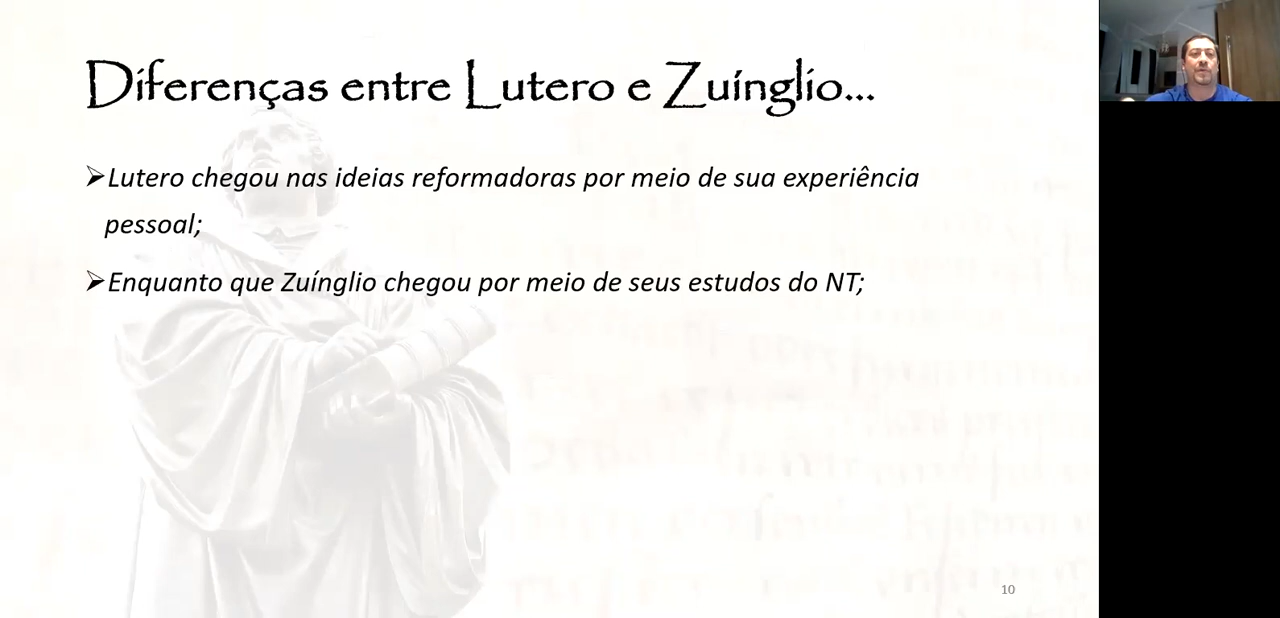 Diferenças entre Lutero e Zuínglio...
➢Lutero chegou nas ideias reformadoras por meio de sua experiência
pessoal;
➢Enquanto que Zuínglio chegou por meio de seus estudos do NT;
10